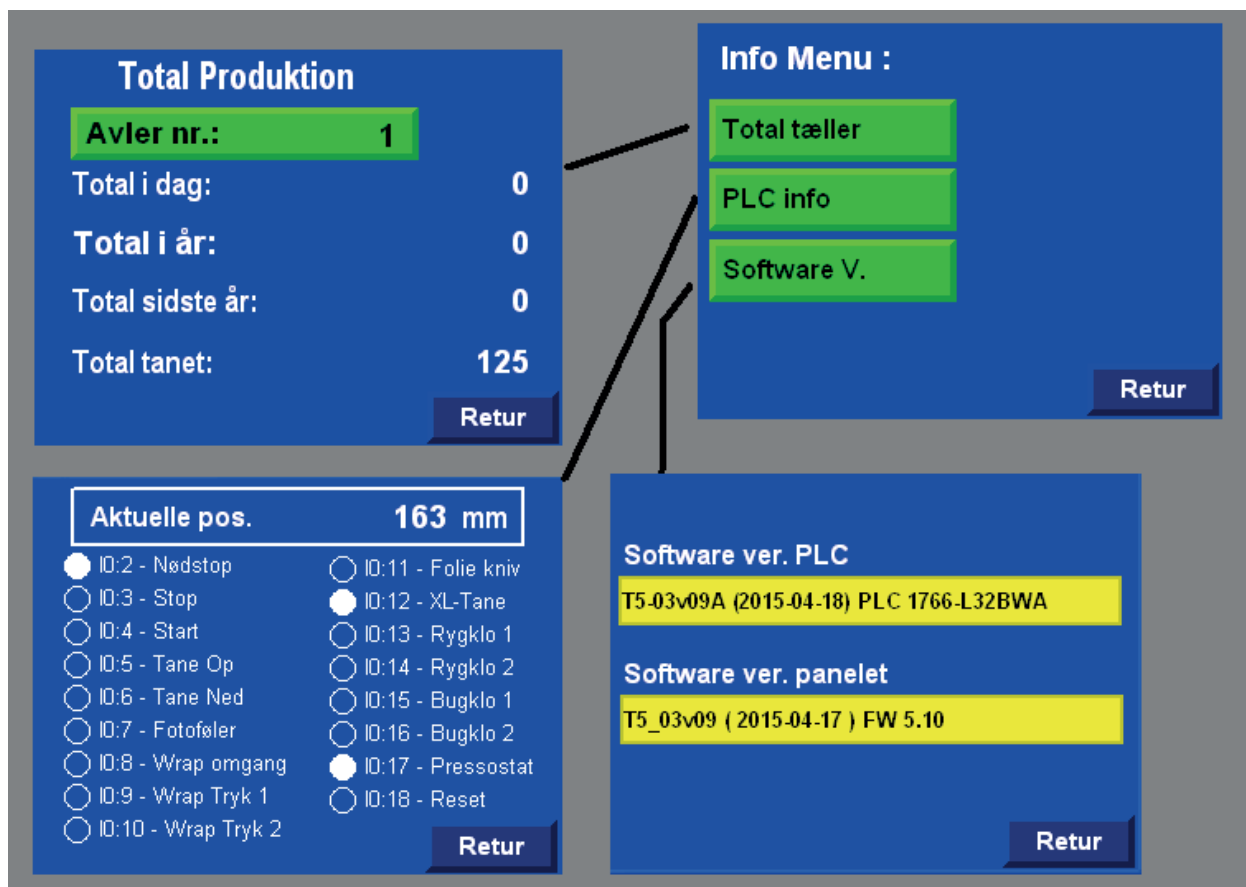 Total Produktion
Avler nr.: 1
Total i dag: 0
Total i år: 0
Total sidste år: 0
Total tanet: 125
Retur
Info Menu :
Total tæller
PLC info
Software V.
Retur
Aktuelle pos. 163 mm
I0:2 - Nødstop
I0:3 - Stop
I0:4 - Start
I0:5 - Tane Op
I0:6 - Tane Ned
I0:7 - Fotoføler
I0:8 - Wrap omgang
I0:9 - Wrap Tryk 1
I0:10 - Wrap Tryk 2
I0:11 - Folie kniv
I0:12 - XL-Tane
I0:13 - Rygklo 1
I0:14 - Rygklo 2
I0:15 - Bugklo 1
I0:16 - Bugklo 2
I0:17 - Pressostat
I0:18 - Reset
Retur
Software ver. PLC
T5-03v09A (2015-04-18) PLC 1766-L32BWA
Software ver. panelet
T5_03v09 ( 2015-04-17 ) FW 5.10
Retur